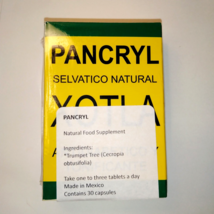 PANCRYL
SELVATICO NATURAL
XOTLA
PANCRYL
Natural Food Supplement
Ingredients:
*Trumpet Tree (Cecropia
obtusifolia)
Take one to three tablets a day
Made in Mexico
Contains 30 capsules